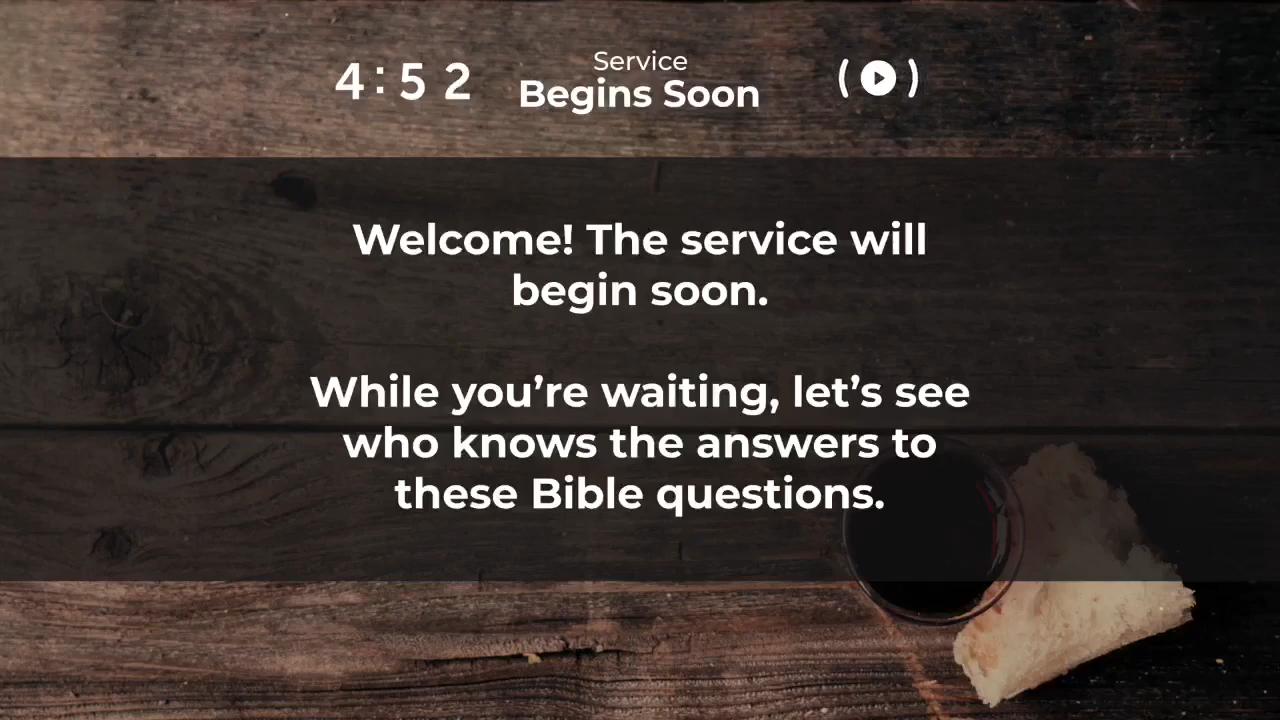 4:52
Service
Begins Soon
Welcome! The service will
begin soon.
While you’re waiting, let’s see
who knows the answers to
these Bible questions.